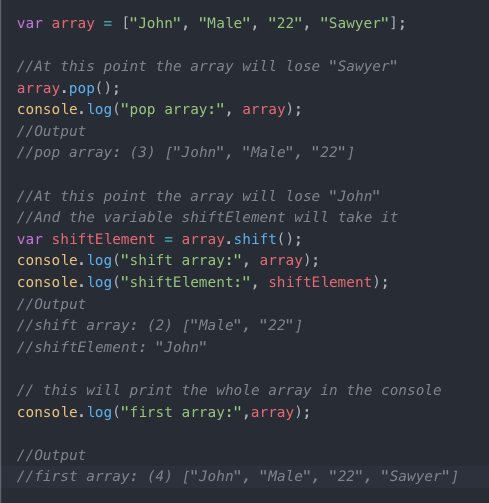 var array = ["John", "Male", "22", "Sawyer"];
//At this point the array will lose "Sawyer"
array.pop();
console.log("pop array:", array);
//Output
//pop array: (3) ["John", "Male", "22"]
//At this point the array will lose "John"
//And the variable shiftElement will take it
var shiftElement = array.shift();
console.log("shift array:", array);
console.log("shiftElement:", shiftElement);
//Output
//shift array: (2) ["Male", "22"]
//shiftElement: "John"
// this will print the whole array in the console
console.log("first array:",array);
//Output
//first array: (4) ["John", "Male", "22", "Sawyer"]